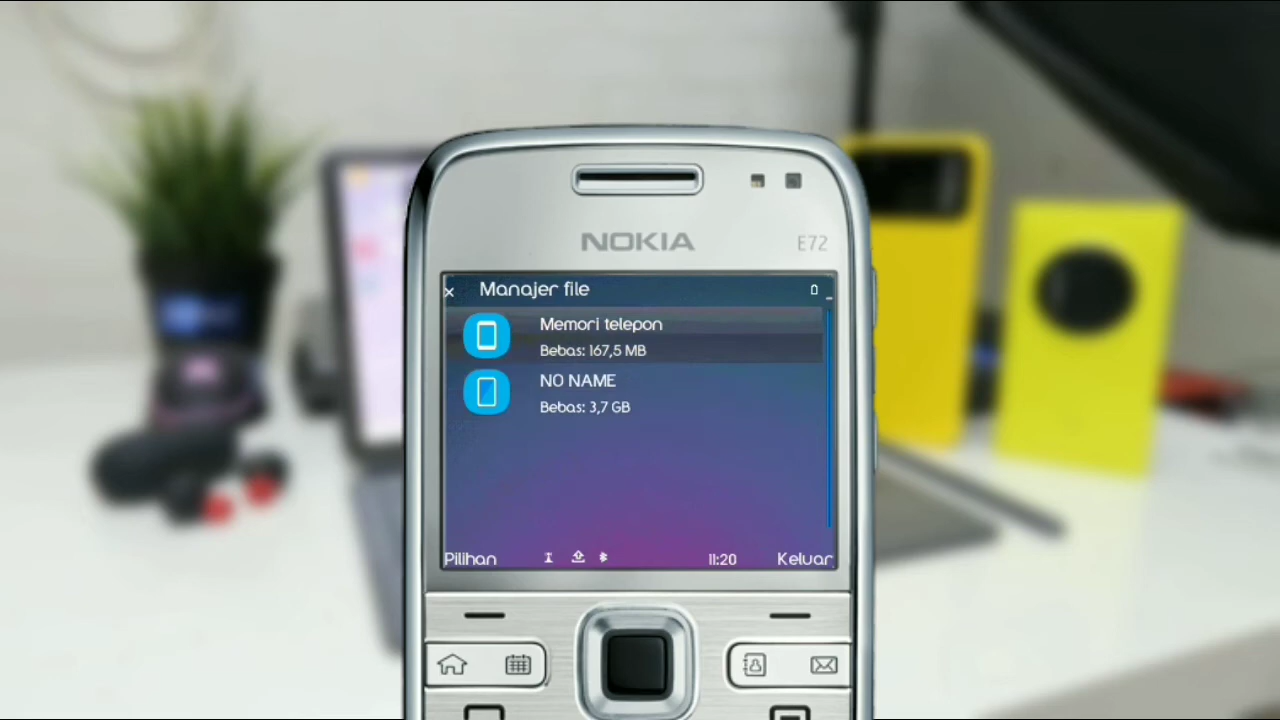 NOKIA
E72
Manajer file
Memori telepon
Bebas: 167,5 MB
NO NAME
Bebas: 3,7 GB
Pilihan 11:20 Keluar